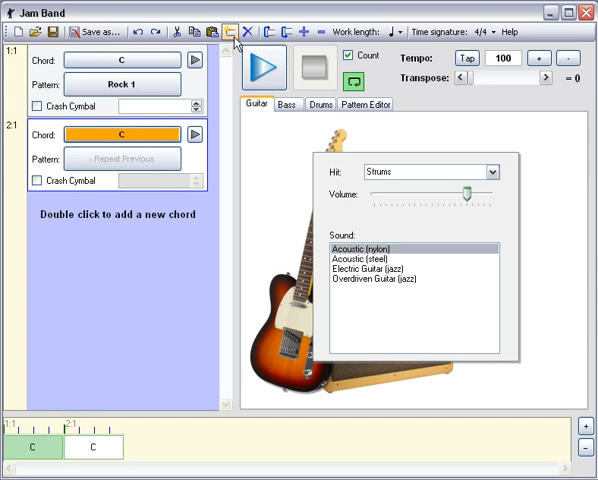 Jam Band
Save as... Work length: Time signature: 4/4 Help
1:1
Chord: C
Pattern: Rock 1
Crash Cymbal
2:1
Chord: C
Pattern: - Repeat Previous
Crash Cymbal
Double click to add a new chord
Count
Tempo: Tap 100 + -
Transpose: = 0
Guitar Bass Drums Pattern Editor
Hit: Strums
Volume:
Sound:
Acoustic (nylon)
Acoustic (steel)
Electric Guitar (jazz)
Overdriven Guitar (jazz)
1:1 2:1
C C
+
-